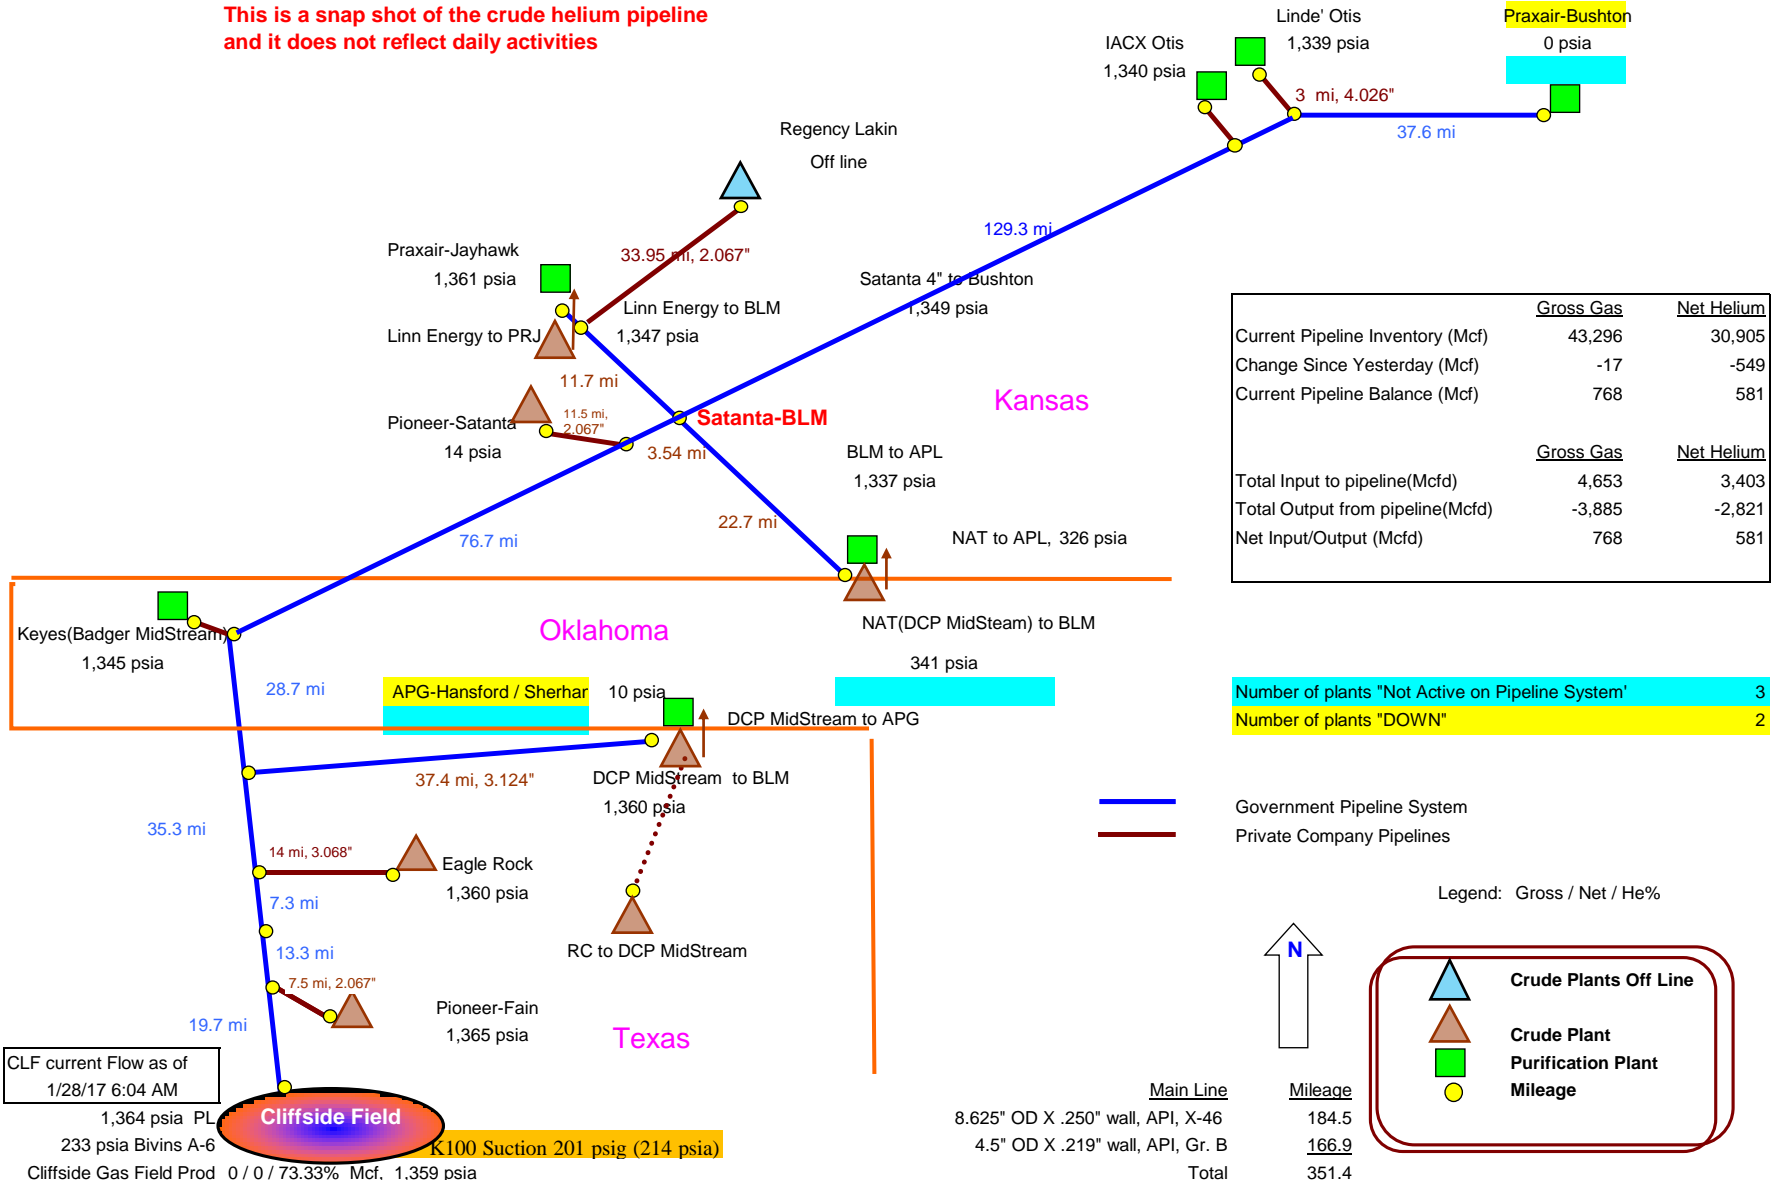 This is a snap shot of the crude helium pipeline
and it does not reflect daily activities
Linde' Otis
1,339 psia
Praxair-Bushton
0 psia
IACX Otis
1,340 psia
3 mi, 4.026"
37.6 mi
Regency Lakin
Off line
129.3 mi
Praxair-Jayhawk
1,361 psia
33.95 mi, 2.067"
Satanta 4" to Bushton
1,349 psia
Linn Energy to BLM
1,347 psia
Linn Energy to PRJ
11.7 mi
Kansas
Pioneer-Satanta
14 psia
11.5 mi,
2.067"
Satanta-BLM
3.54 mi
BLM to APL
1,337 psia
22.7 mi
76.7 mi
NAT to APL, 326 psia
Gross Gas Net Helium
Current Pipeline Inventory (Mcf) 43,296 30,905
Change Since Yesterday (Mcf) -17 -549
Current Pipeline Balance (Mcf) 768 581
Gross Gas Net Helium
Total Input to pipeline(Mcfd) 4,653 3,403
Total Output from pipeline(Mcfd) -3,885 -2,821
Net Input/Output (Mcfd) 768 581
Keyes(Badger MidStream)
1,345 psia
Oklahoma
NAT(DCP MidSteam) to BLM
341 psia
28.7 mi
APG-Hansford / Sherhan
10 psia
DCP MidStream to APG
Number of plants "Not Active on Pipeline System' 3
Number of plants "DOWN" 2
37.4 mi, 3.124"
DCP MidStream to BLM
1,360 psia
35.3 mi
Government Pipeline System
Private Company Pipelines
14 mi, 3.068"
Eagle Rock
1,360 psia
7.3 mi
Legend: Gross / Net / He%
13.3 mi
RC to DCP MidStream
N
7.5 mi, 2.067"
Pioneer-Fain
1,365 psia
19.7 mi
Texas
Crude Plants Off Line
Crude Plant
Purification Plant
Mileage
CLF current Flow as of
1/28/17 6:04 AM
1,364 psia PL
233 psia Bivins A-6
Cliffside Gas Field Prod 0 / 0 / 73.33% Mcf, 1,359 psia
Cliffside Field
K100 Suction 201 psig (214 psia)
Main Line Mileage
8.625" OD X .250" wall, API, X-46 184.5
4.5" OD X .219" wall, API, Gr. B 166.9
Total 351.4